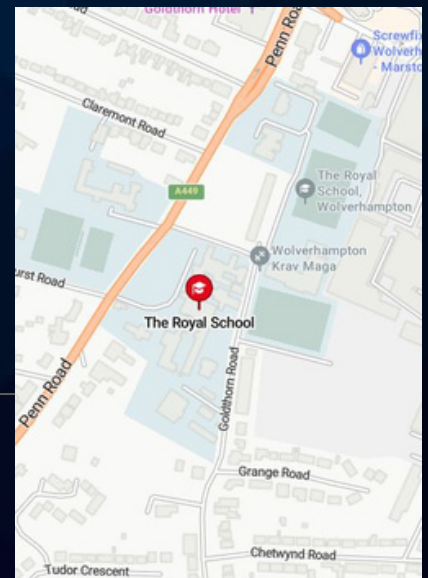 Goldthorn Hotel
Penn Roa
Screwfix
Wolverh
- Marsto
Claremont Road
The Royal
School,
Wolverhampton
A449
Wolverhampton
Krav Maga
urst Road
The Royal School
Penn Road
Goldthorn Road
Grange Road
Chetwynd Road
Tudor Crescent